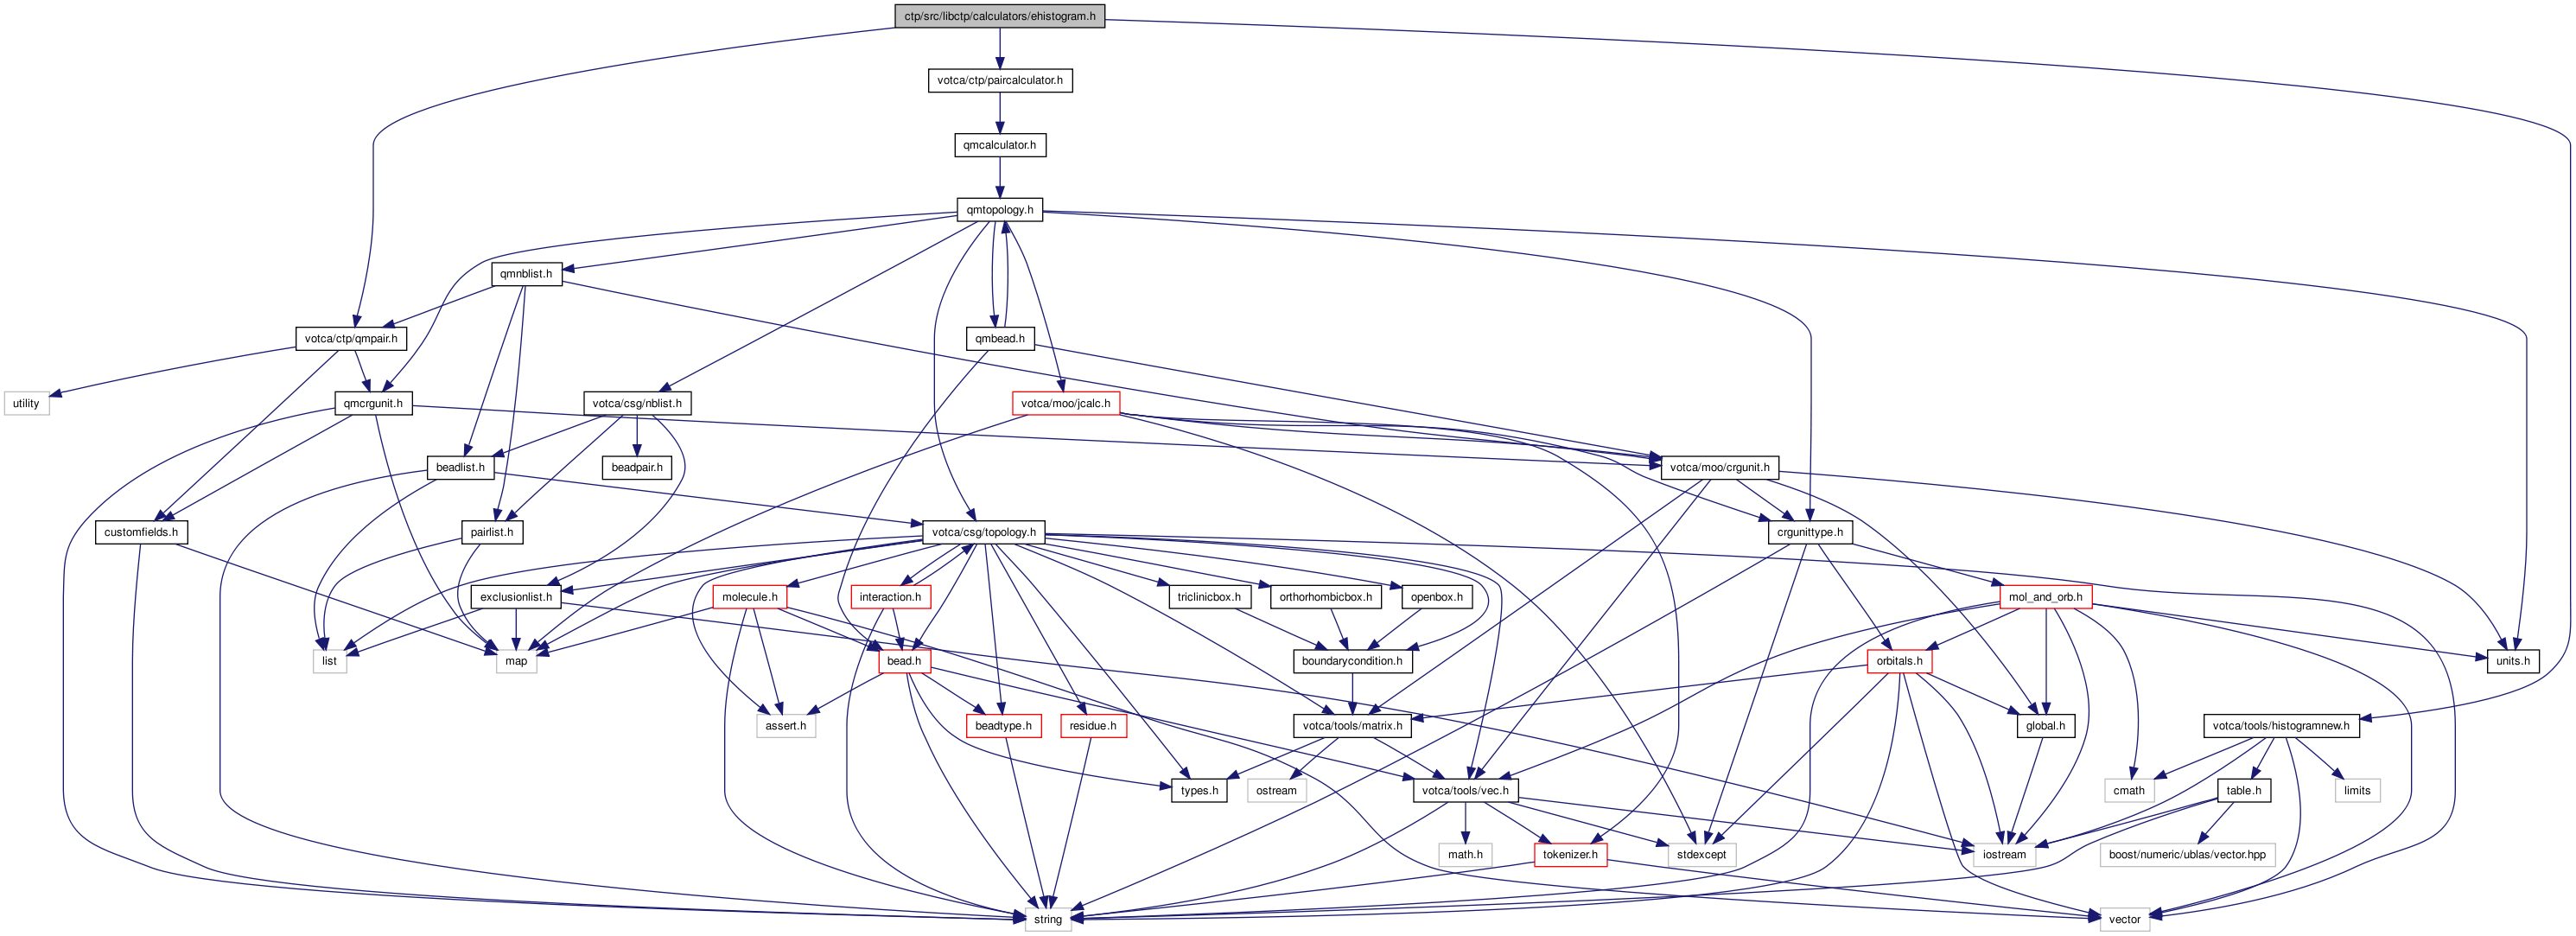 ctp/src/libctp/calculators/ehistogram.h
votca/ctp/paircalculator.h
qmcalculator.h
qmtopology.h
qmnblist.h
votca/ctp/qmpair.h
qmbead.h
utility
qmcrgunit.h
votca/csg/nblist.h
votca/moo/jcalc.h
beadlist.h
beadpair.h
votca/moo/crgunit.h
customfields.h
pairlist.h
votca/csg/topology.h
crgunittype.h
exclusionlist.h
molecule.h
interaction.h
triclinicbox.h
orthorhombicbox.h
openbox.h
mol_and_orb.h
list
map
bead.h
boundarycondition.h
orbitals.h
units.h
assert.h
beadtype.h
residue.h
votca/tools/matrix.h
global.h
votca/tools/histogramnew.h
types.h
ostream
votca/tools/vec.h
cmath
table.h
limits
math.h
tokenizer.h
stdexcept
iostream
boost/numeric/ublas/vector.hpp
string
vector